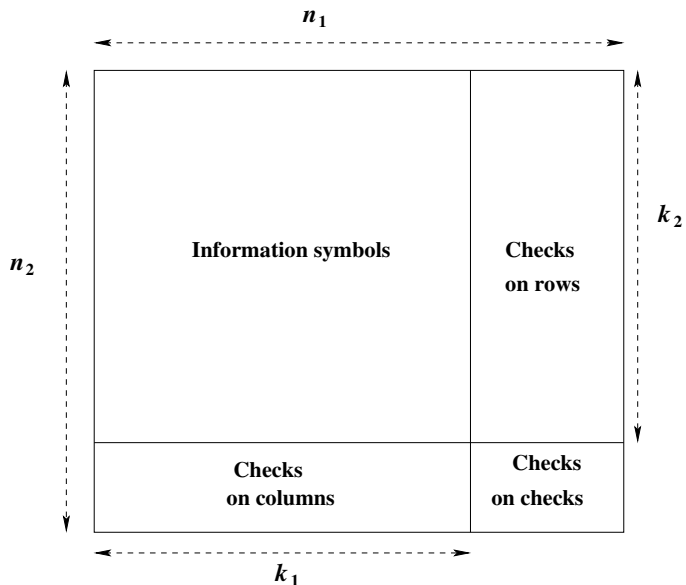 n1
Information symbols
Checks
on rows
k2
n2
Checks
on columns
Checks
on checks
k1